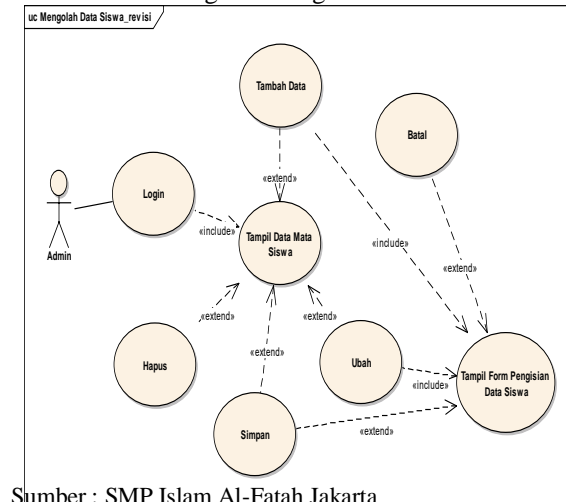 uc Mengolah Data Siswa_revisi
Tambah Data
Batal
Login
Admin
«extend»
«include»
Tampil Data Mata
Siswa
«include»
«extend»
«extend»
«extend»
«extend»
Hapus
Ubah
«include»
Tampil Form Pengisian
Data Siswa
Simpan
«extend»
Sumber : SMP Islam Al-Fatah Jakarta